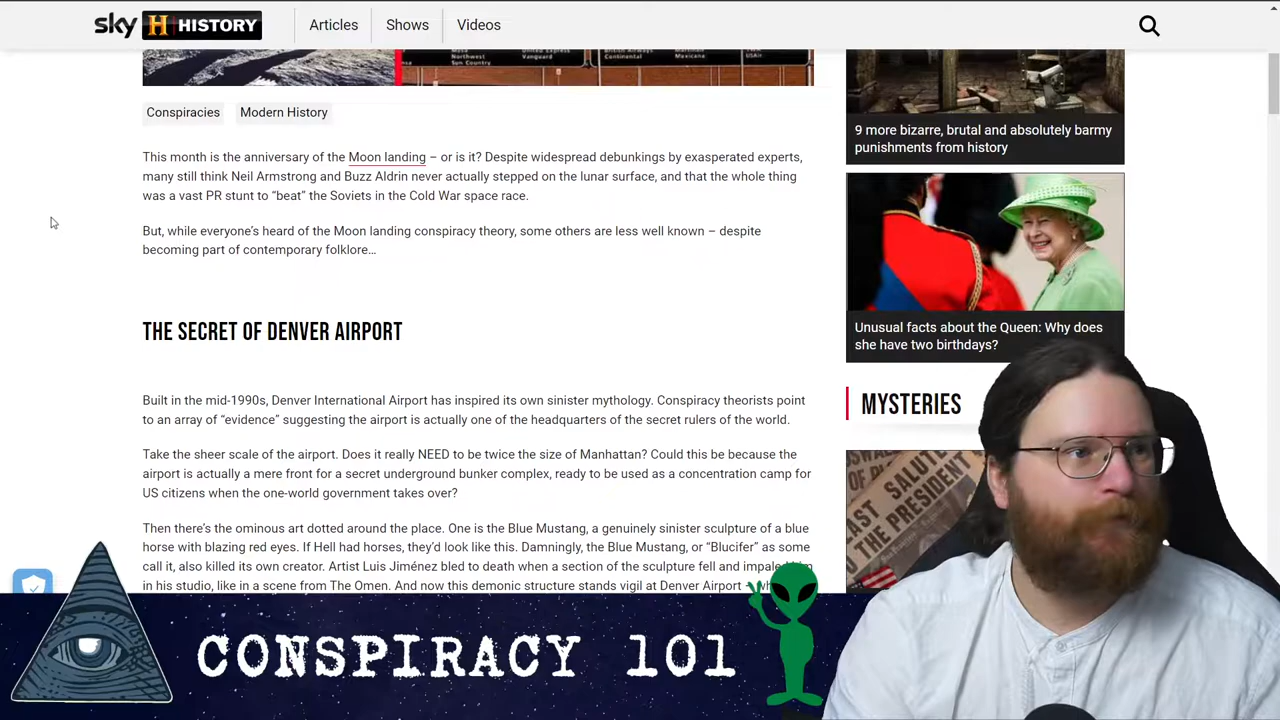 sky HISTORY
Articles
Shows
Videos
Northwest
Sun Country
United Express
Vanguard
British Airways
Continental
Mexicana
USAir
Conspiracies
Modern History
This month is the anniversary of the Moon landing – or is it? Despite widespread debunkings by exasperated experts,
many still think Neil Armstrong and Buzz Aldrin never actually stepped on the lunar surface, and that the whole thing
was a vast PR stunt to “beat” the Soviets in the Cold War space race.
But, while everyone’s heard of the Moon landing conspiracy theory, some others are less well known – despite
becoming part of contemporary folklore…
THE SECRET OF DENVER AIRPORT
Built in the mid-1990s, Denver International Airport has inspired its own sinister mythology. Conspiracy theorists point
to an array of “evidence” suggesting the airport is actually one of the headquarters of the secret rulers of the world.
Take the sheer scale of the airport. Does it really NEED to be twice the size of Manhattan? Could this be because the
airport is actually a mere front for a secret underground bunker complex, ready to be used as a concentration camp for
US citizens when the one-world government takes over?
Then there’s the ominous art dotted around the place. One is the Blue Mustang, a genuinely sinister sculpture of a blue
horse with blazing red eyes. If Hell had horses, they’d look like this. Damningly, the Blue Mustang, or “Blucifer” as some
call it, also killed its own creator. Artist Luis Jiménez bled to death when a section of the sculpture fell and impaled
in his studio, like in a scene from The Omen. And now this demonic structure stands vigil at Denver Airport –
9 more bizarre, brutal and absolutely barmy
punishments from history
Unusual facts about the Queen: Why does
she have two birthdays?
MYSTERIES
SALUTE
THE PRESIDENT
CONSPIRACY 101